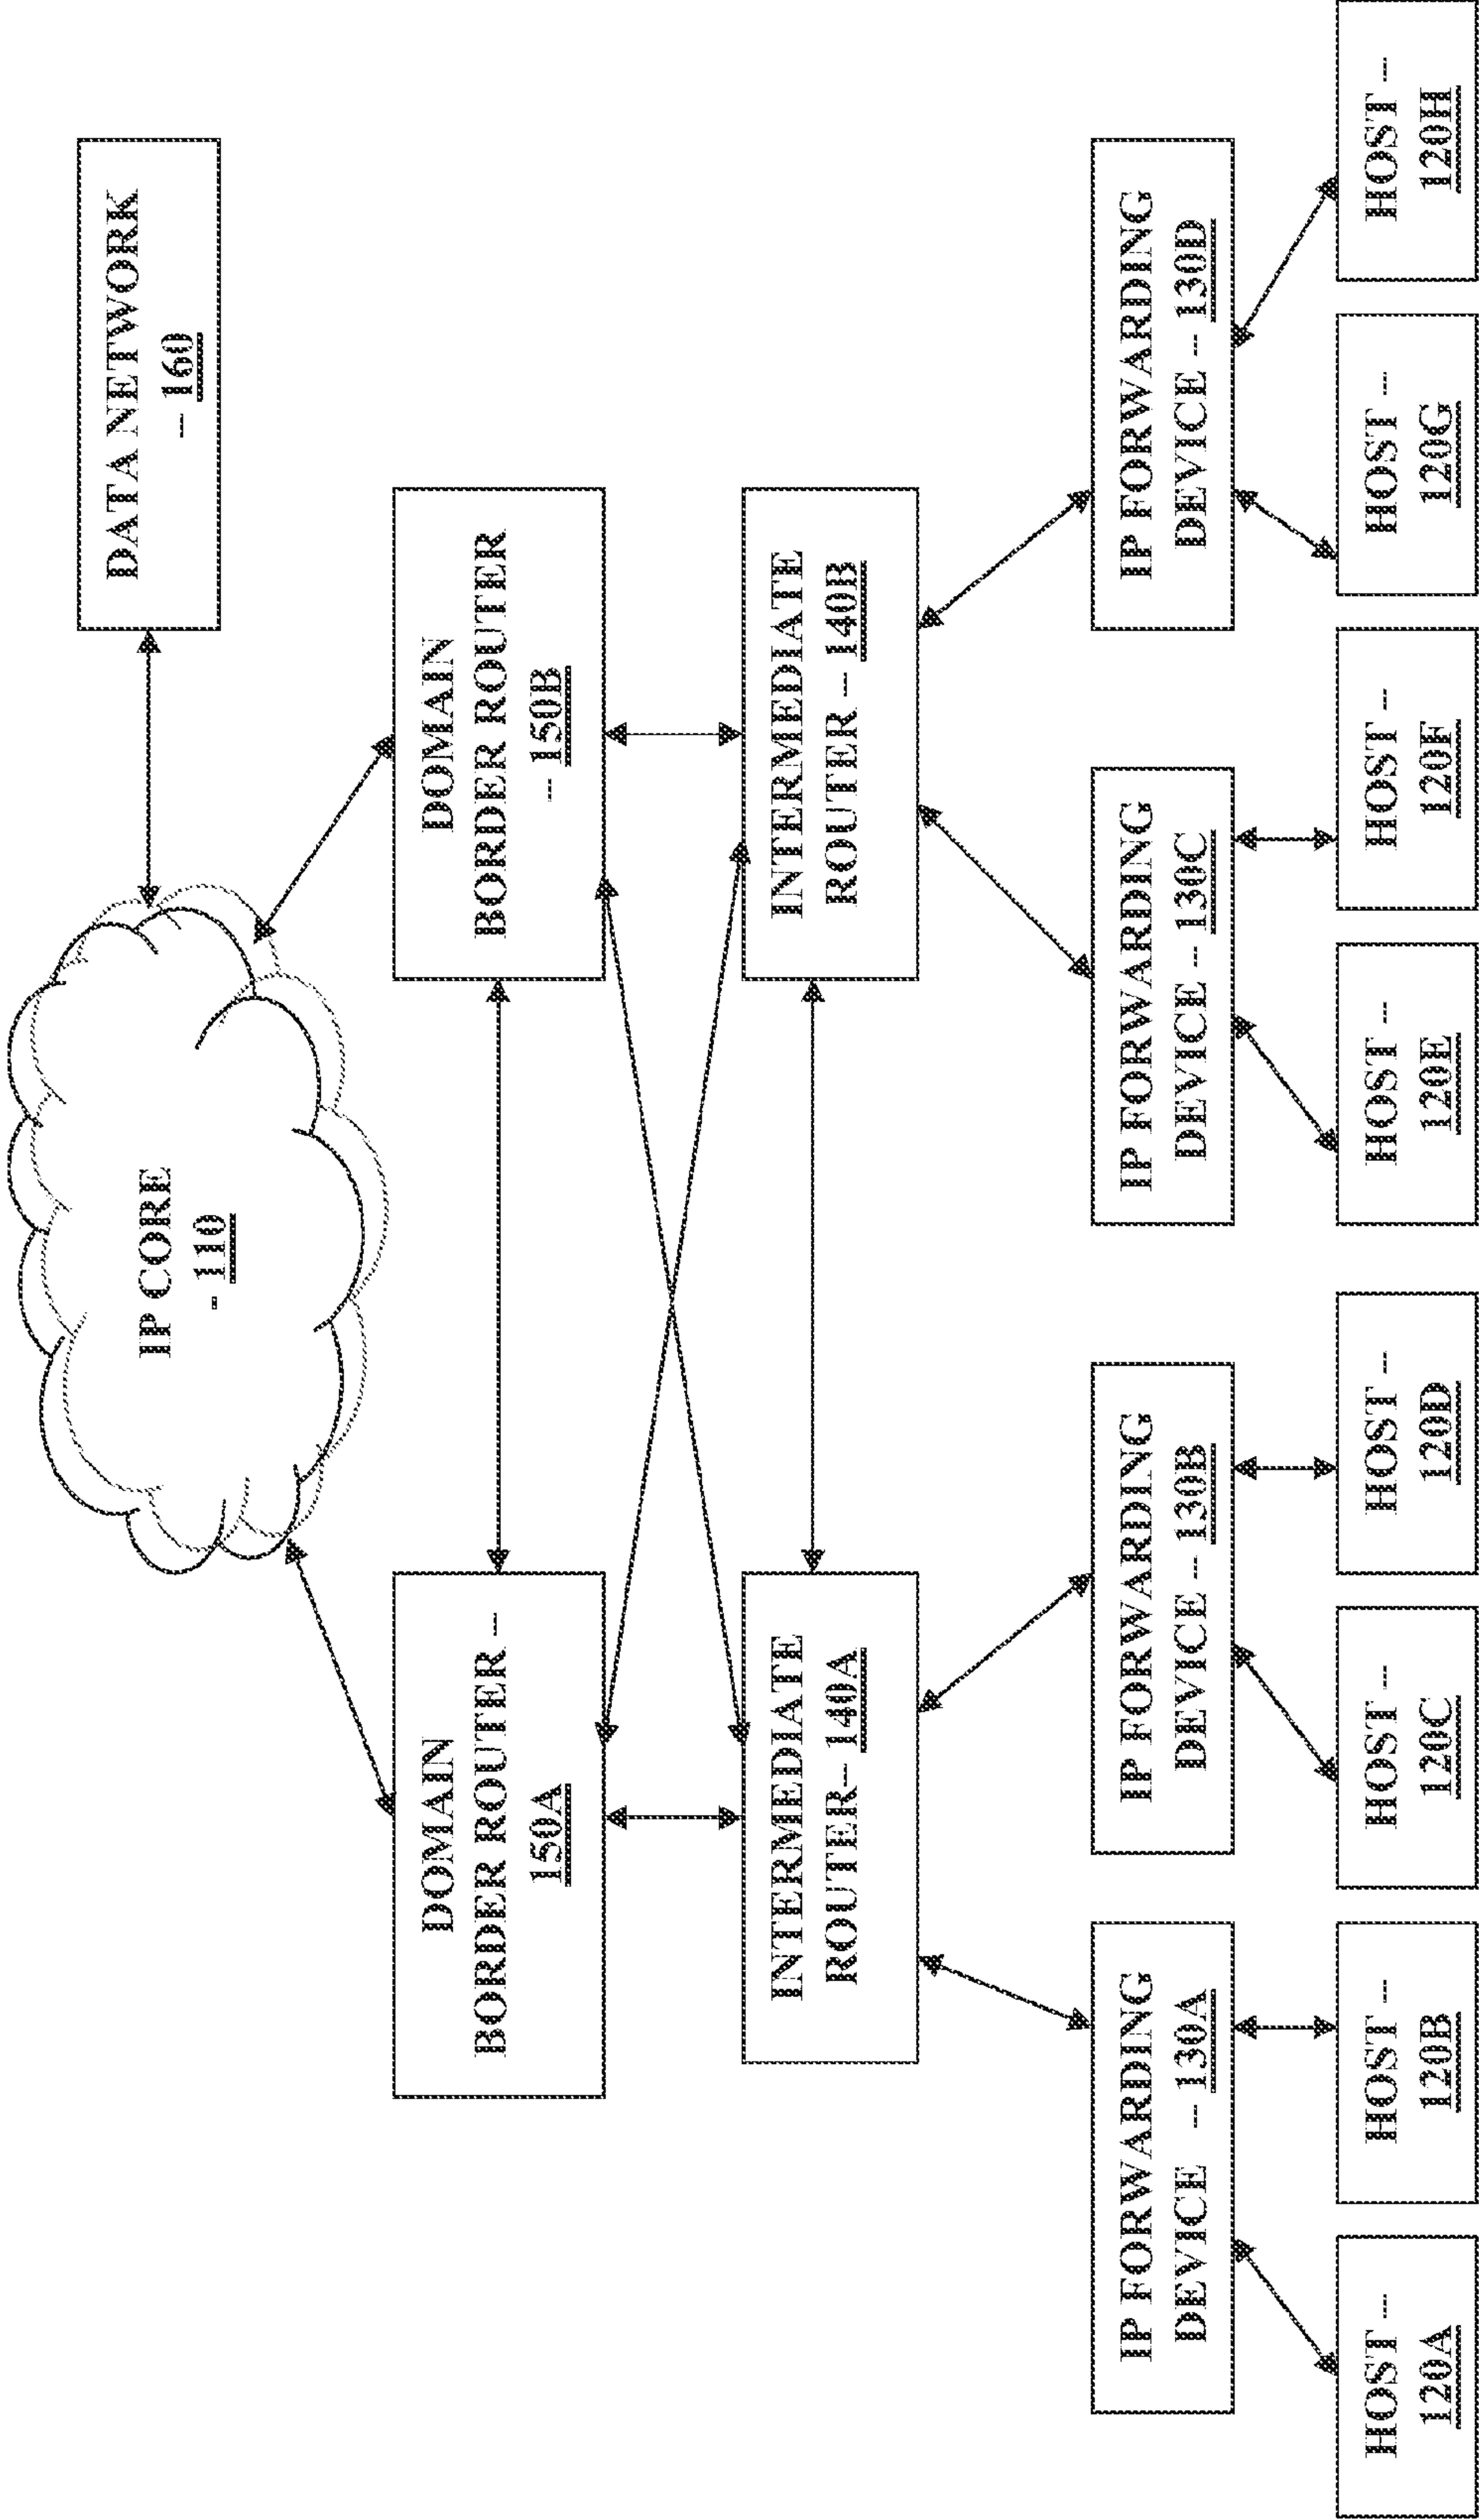 IP CORE
- 110
DATA NETWORK
-- 160
DOMAIN
BORDER ROUTER --
150A
DOMAIN
BORDER ROUTER
-- 150B
INTERMEDIATE
ROUTER-- 140A
INTERMEDIATE
ROUTER -- 140B
IP FORWARDING
DEVICE -- 130A
IP FORWARDING
DEVICE -- 130B
IP FORWARDING
DEVICE -- 130C
IP FORWARDING
DEVICE -- 130D
HOST --
120A
HOST --
120B
HOST --
120C
HOST --
120D
HOST --
120E
HOST --
120F
HOST --
120G
HOST --
120H